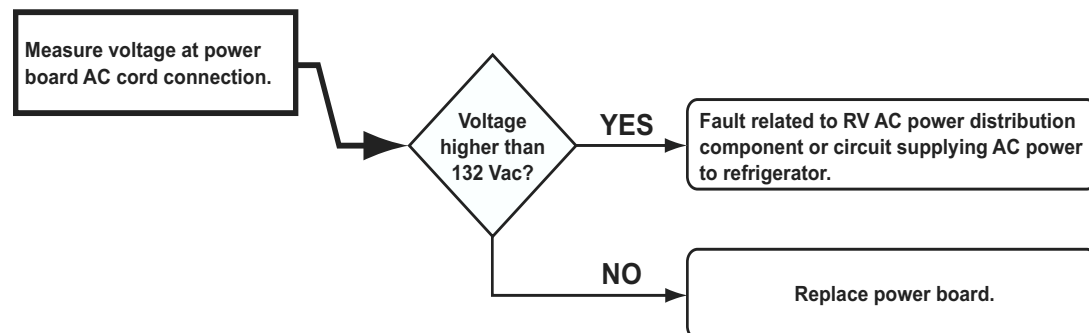 Measure voltage at power
board AC cord connection.
Voltage
higher than
132 Vac?
YES
Fault related to RV AC power distribution
component or circuit supplying AC power
to refrigerator.
NO
Replace power board.